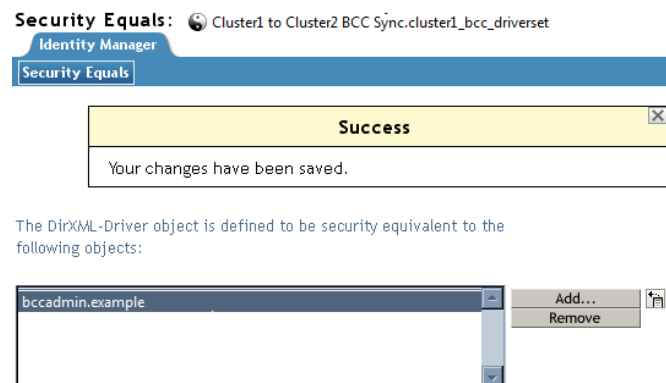 Security Equals: Cluster1 to Cluster2 BCC Sync.cluster1_bcc_driverset
Identity Manager
Security Equals
Success
Your changes have been saved.
The DirXML-Driver object is defined to be security equivalent to the
following objects:
bccadmin.example
Add...
Remove